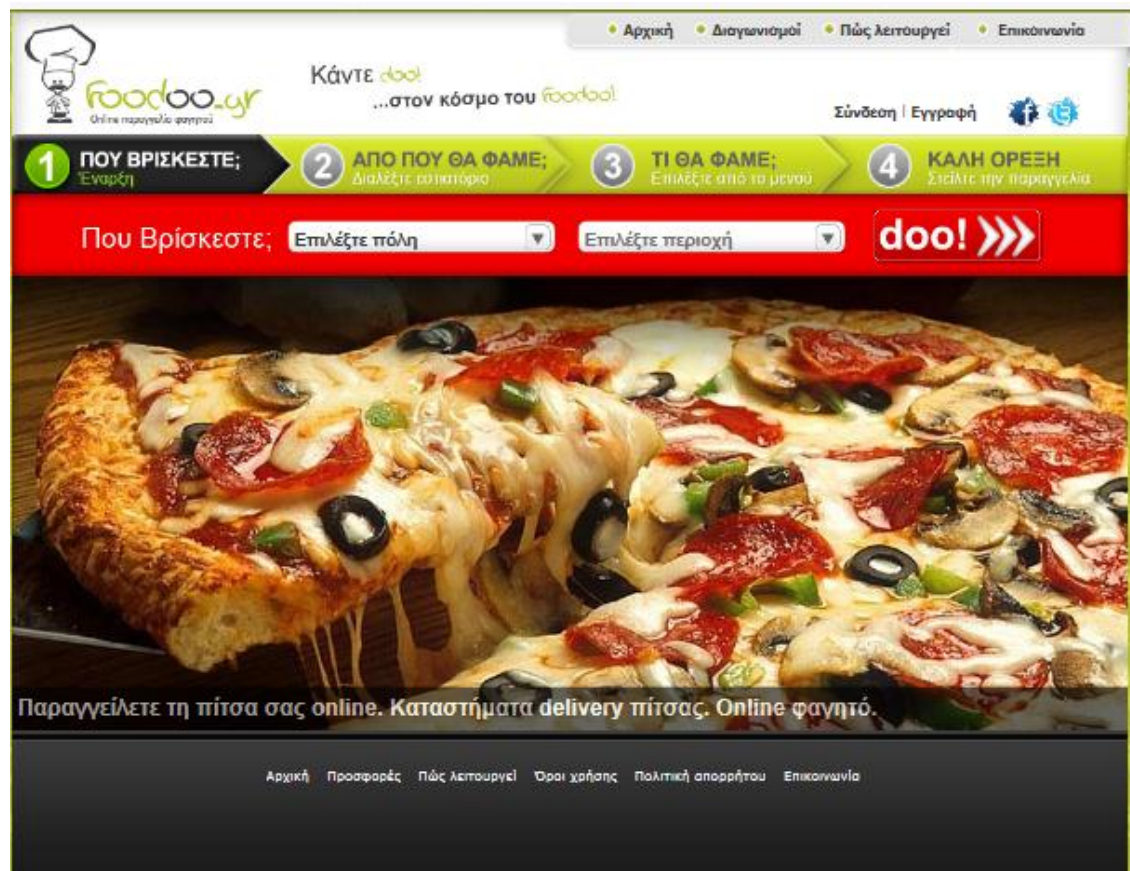 Αρχική Διαγωνισμοί Πώς λειτουργεί Επικοινωνία
foodoo.gr
Online παραγγελία φαγητού
Κάντε doo!
...στον κόσμο του foodoo!
Σύνδεση | Εγγραφή
1 ΠΟΥ ΒΡΙΣΚΕΣΤΕ;
Έναρξη
2 ΑΠΟ ΠΟΥ ΘΑ ΦΑΜΕ;
Διαλέξτε εστιατόριο
3 ΤΙ ΘΑ ΦΑΜΕ;
Επιλέξτε από το μενού
4 ΚΑΛΗ ΟΡΕΞΗ
Στείλτε την παραγγελία
Που Βρίσκεστε; Επιλέξτε πόλη Επιλέξτε περιοχή doo!
Παραγγείλετε τη πίτσα σας online. Καταστήματα delivery πίτσας. Online φαγητό.
Αρχική Προσφορές Πώς λειτουργεί Όροι χρήσης Πολιτική απορρήτου Επικοινωνία